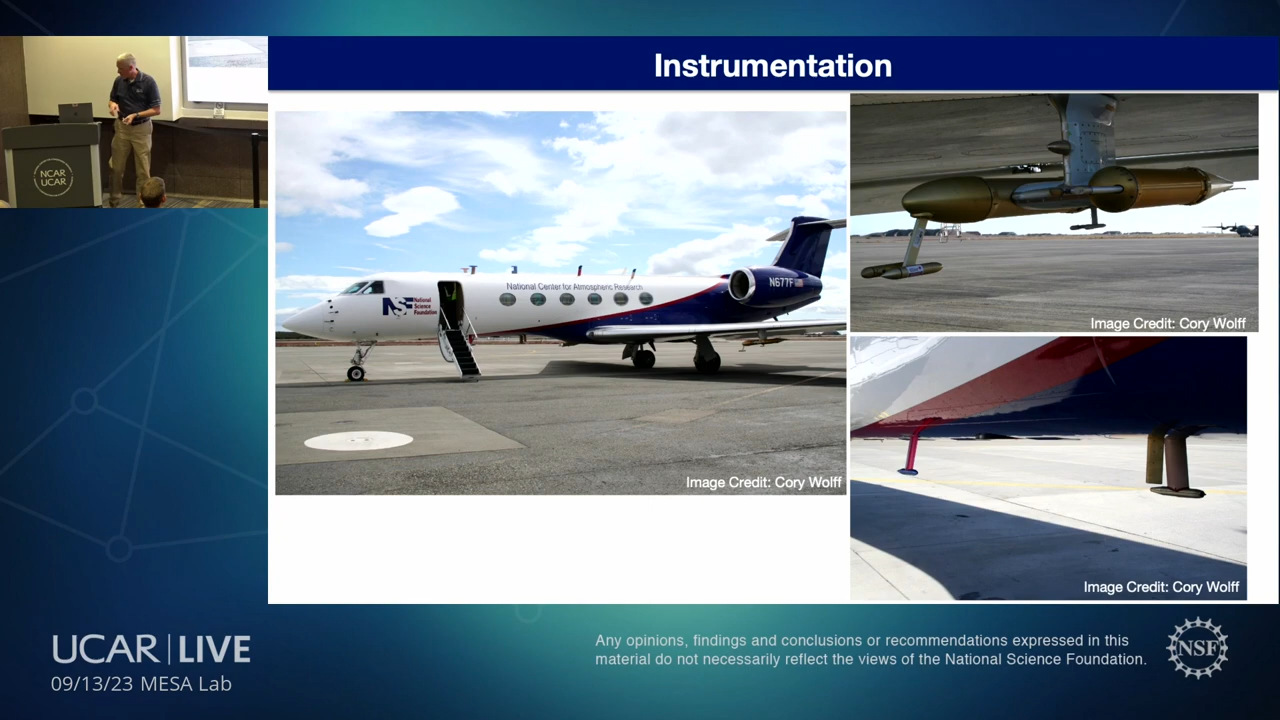 Instrumentation
NCAR
UCAR
National Center for Atmospheric Research
NSF
National
Science
Foundation
N677F
Image Credit: Cory Wolff
Image Credit: Cory Wolff
Image Credit: Cory Wolff
UCAR | LIVE
09/13/23 MESA Lab
Any opinions, findings and conclusions or recommendations expressed in this
material do not necessarily reflect the views of the National Science Foundation.
NSF